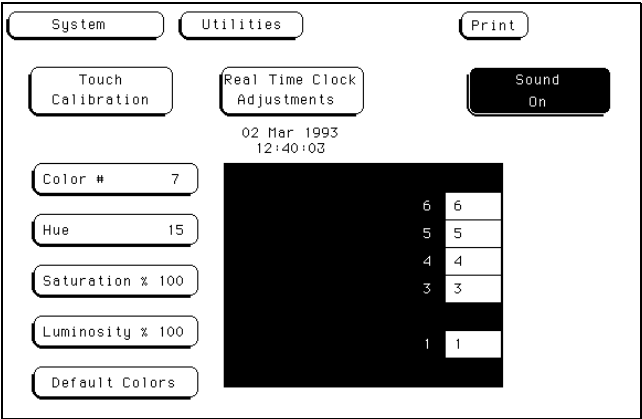 System Utilities Print
Touch Calibration
Real Time Clock Adjustments
Sound On
02 Mar 1993
12:40:03
Color # 7
Hue 15
Saturation % 100
Luminosity % 100
Default Colors
6 6
5 5
4 4
3 3
1 1